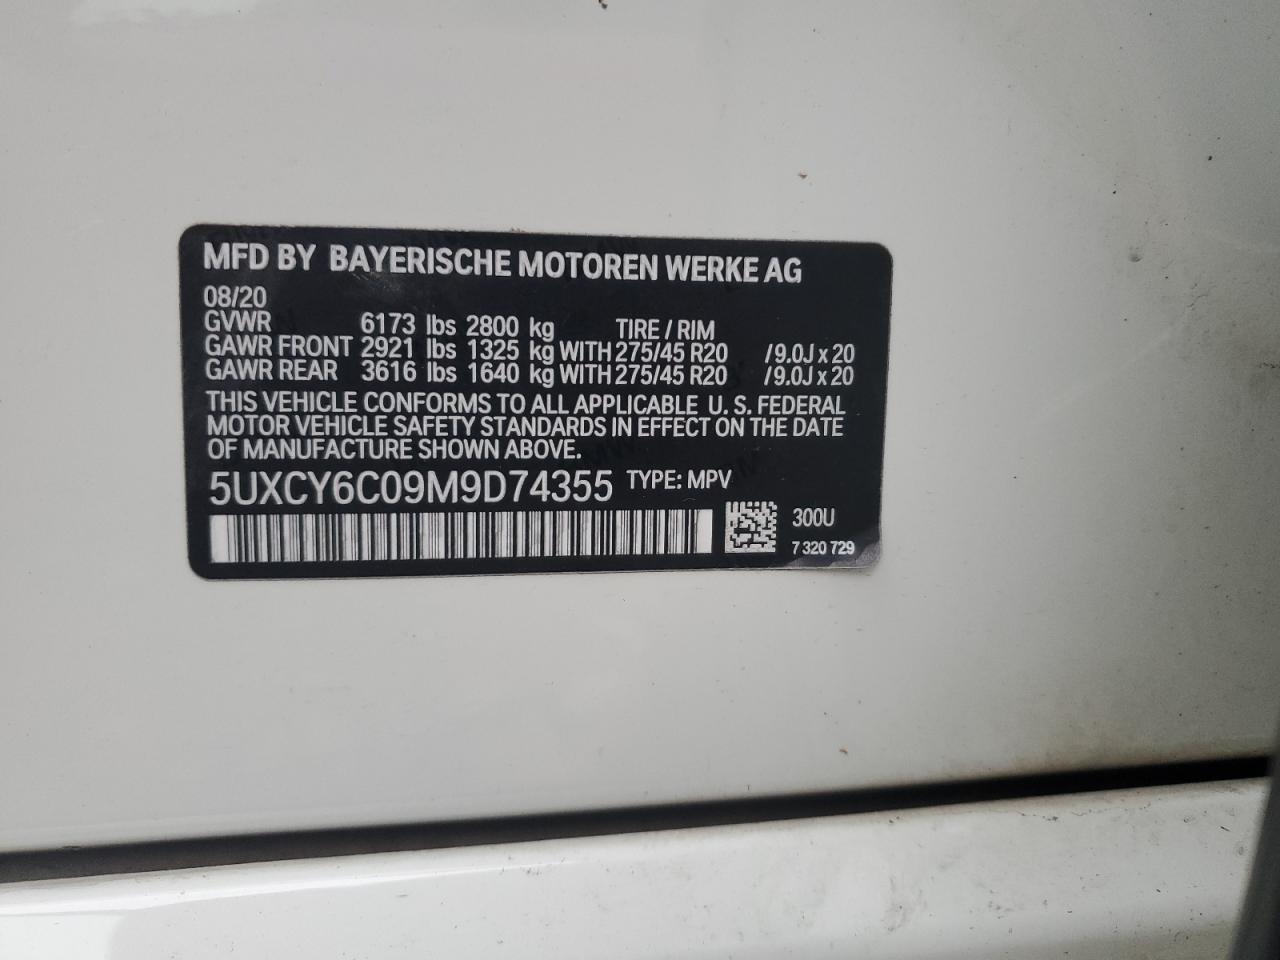 MFD BY BAYERISCHE MOTOREN WERKE AG
08/20
GVWR 6173 lbs 2800 kg TIRE / RIM
GAWR FRONT 2921 lbs 1325 kg WITH 275/45 R20 /9.0J x 20
GAWR REAR 3616 lbs 1640 kg WITH 275/45 R20 /9.0J x 20
THIS VEHICLE CONFORMS TO ALL APPLICABLE U. S. FEDERAL
MOTOR VEHICLE SAFETY STANDARDS IN EFFECT ON THE DATE
OF MANUFACTURE SHOWN ABOVE.
5UXCY6C09M9D74355 TYPE: MPV
300U
7 320 729